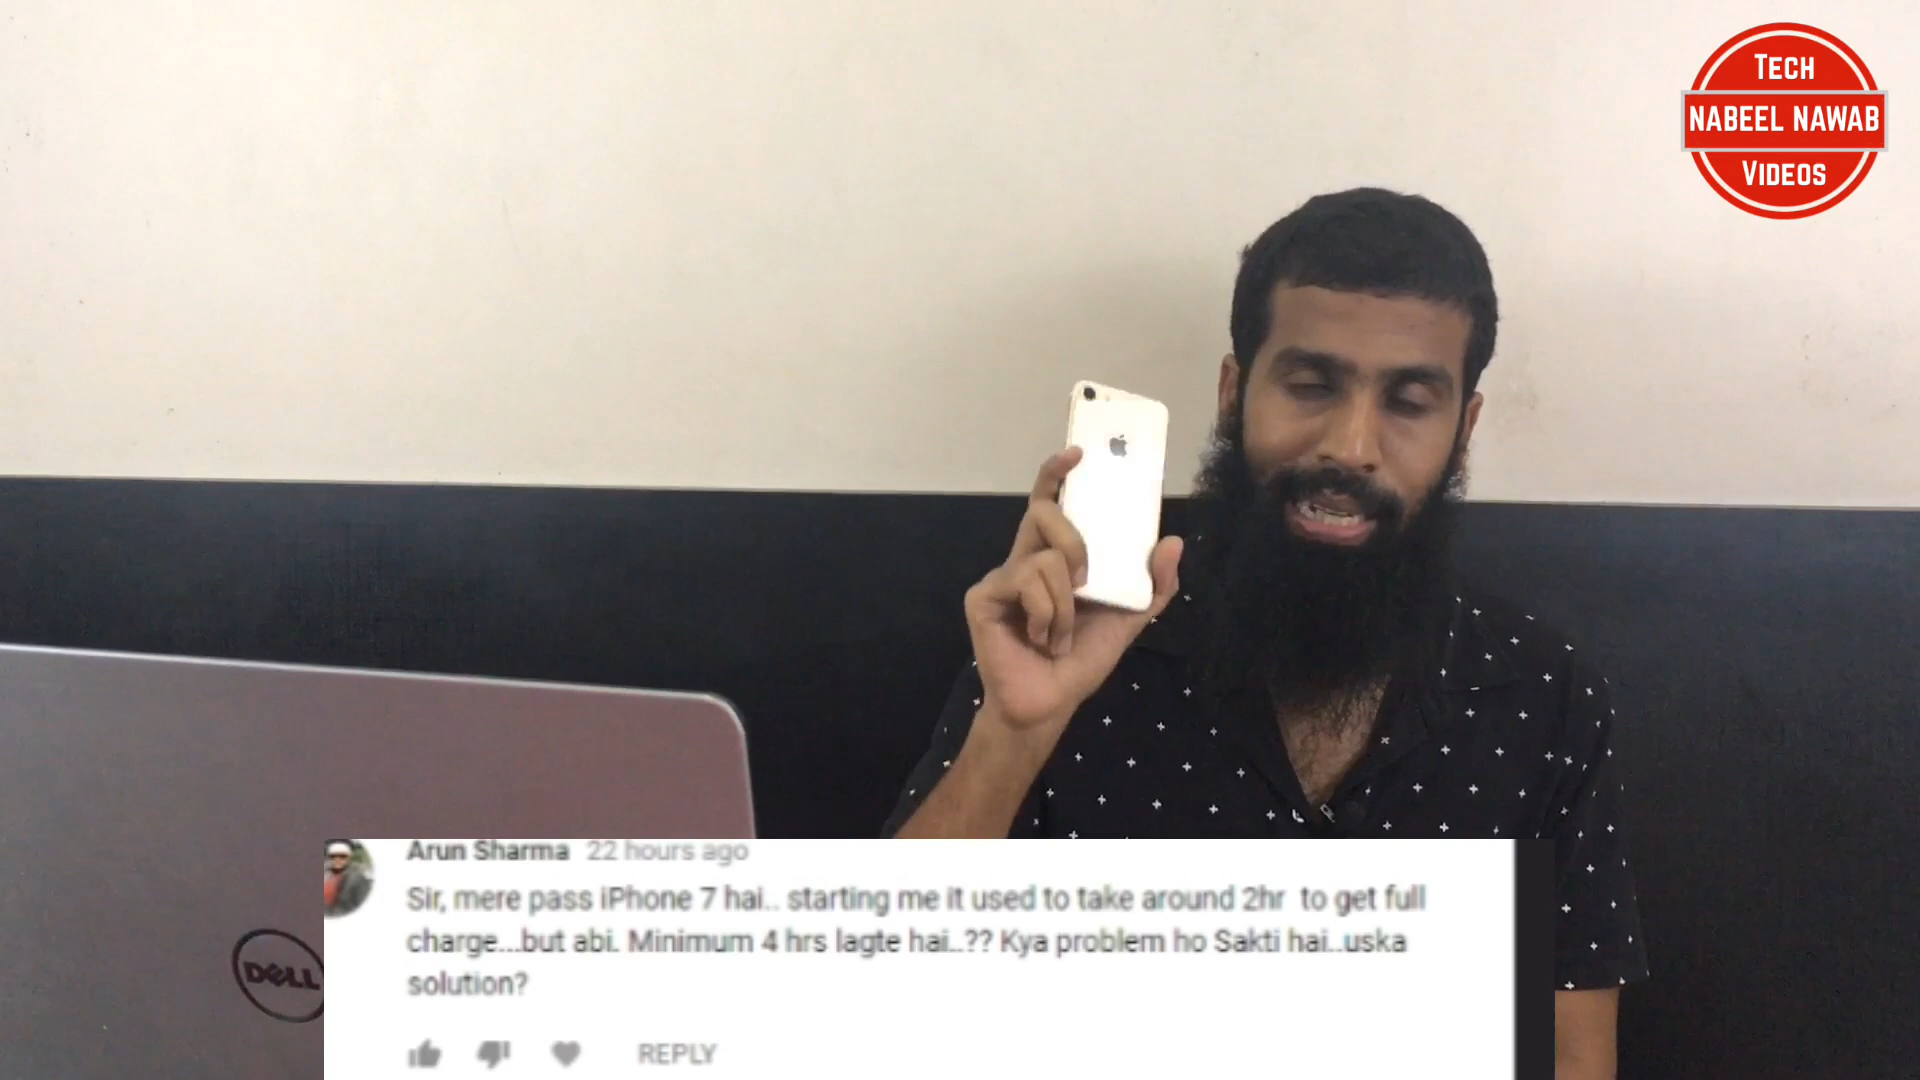 TECH
NABEEL NAWAB
VIDEOS
Arun Sharma 22 hours ago
Sir, mere pass iPhone 7 hai.. starting me it used to take around 2hr to get full
charge...but abi. Minimum 4 hrs lagte hai..?? Kya problem ho Sakti hai..uska
solution?
REPLY
DELL